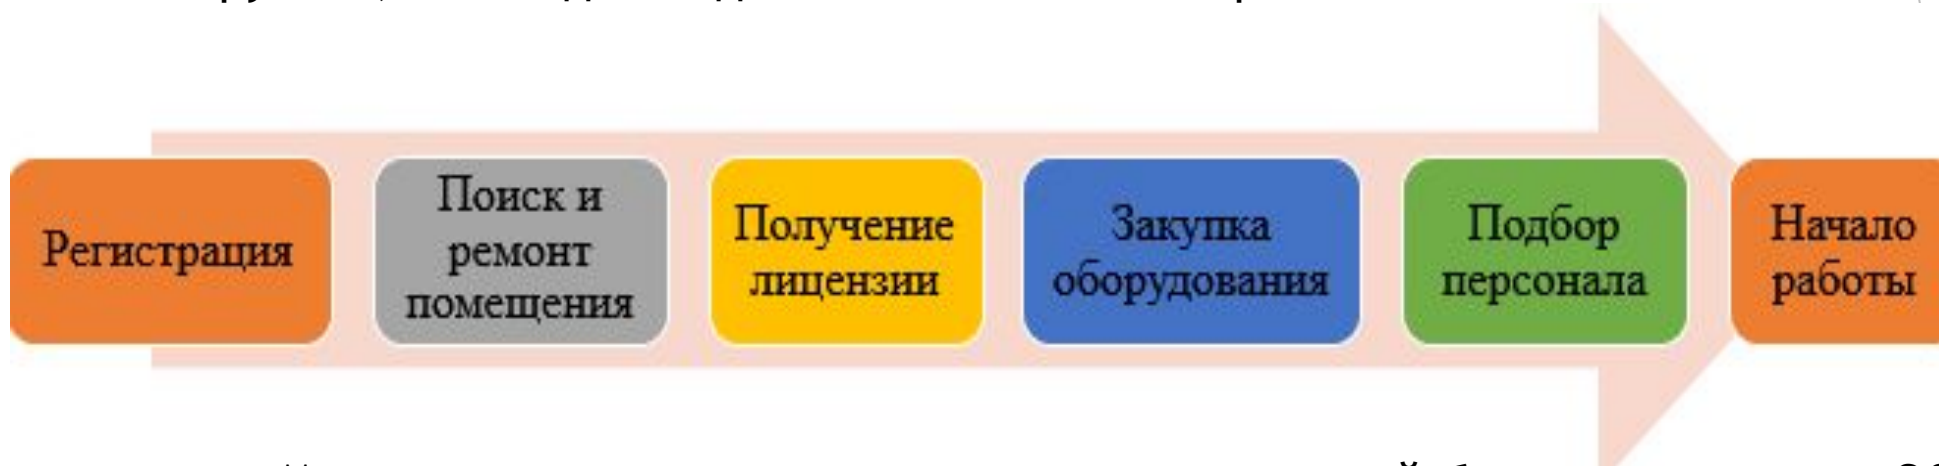 Регистрация
Поиск и
ремонт
помещения
Получение
лицензии
Закупка
оборудования
Подбор
персонала
Начало
работы